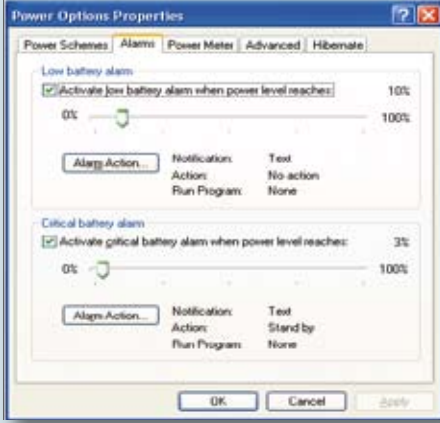 Power Options Properties
Power Schemes Alarms Power Meter Advanced Hibernate
Low battery alarm
Activate low battery alarm when power level reaches: 10%
0% 100%
Alarm Action... Notification: Text
Action: No action
Run Program: None
Critical battery alarm
Activate critical battery alarm when power level reaches: 3%
0% 100%
Alarm Action... Notification: Text
Action: Stand by
Run Program: None
OK Cancel Apply